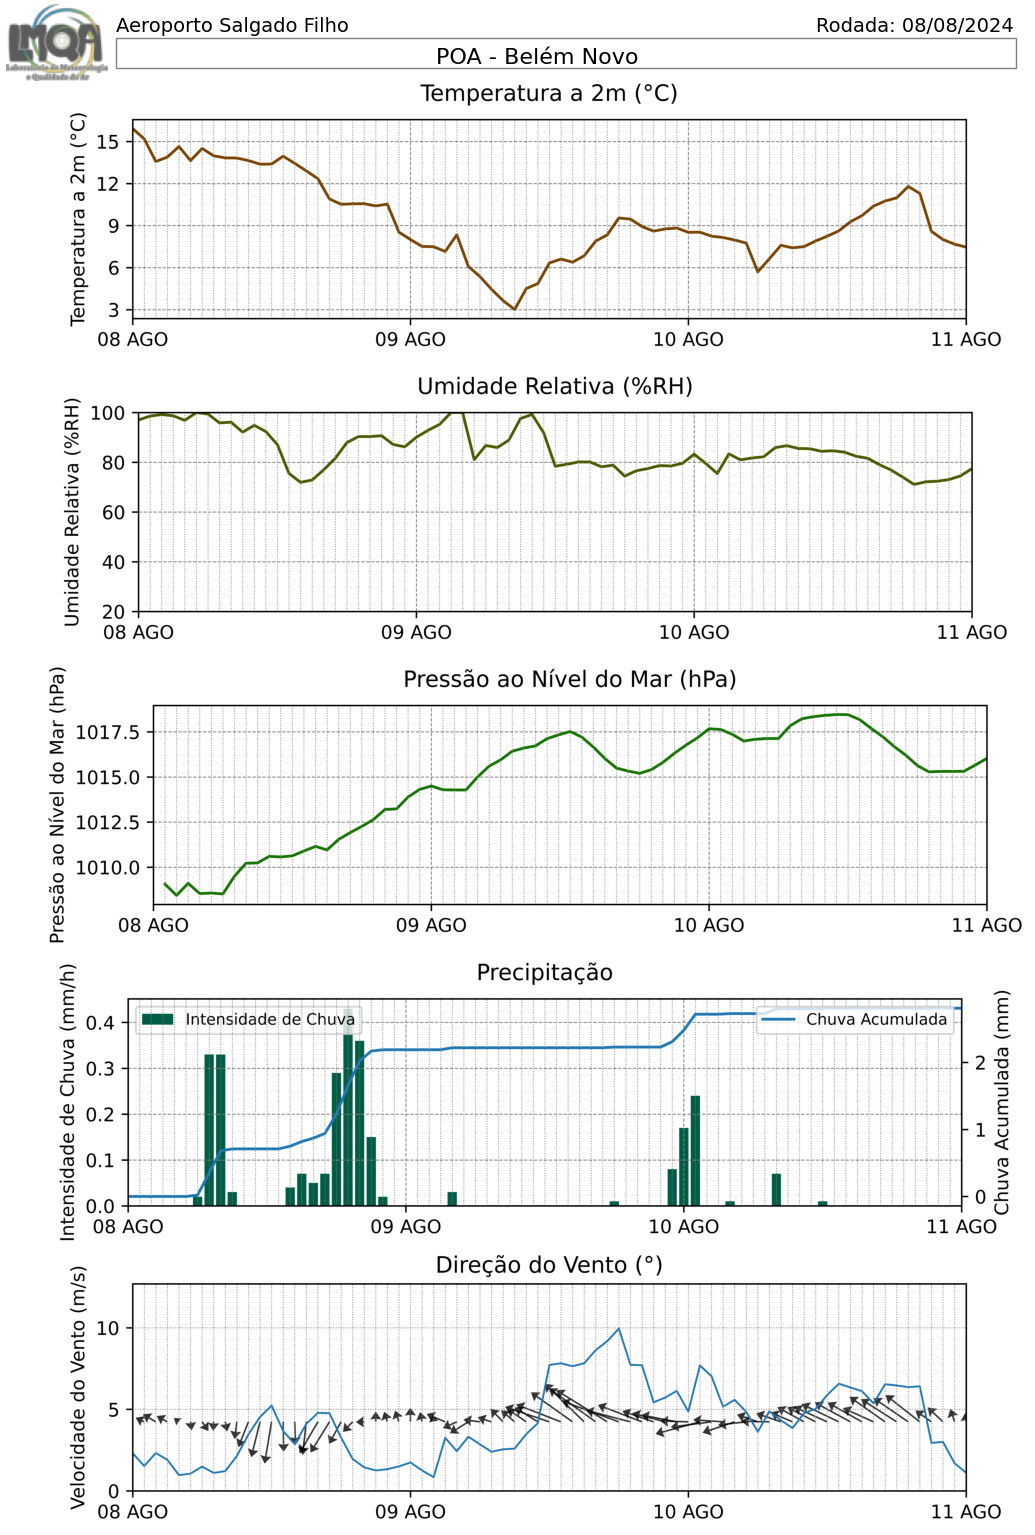 LMQA
Laboratório de Meteorologia
e Qualidade do Ar
Aeroporto Salgado Filho
Rodada: 08/08/2024
POA - Belém Novo
Temperatura a 2m (°C)
Temperatura a 2m (°C)
15
12
9
6
3
08 AGO 09 AGO 10 AGO 11 AGO
Umidade Relativa (%RH)
Umidade Relativa (%RH)
100
80
60
40
20
08 AGO 09 AGO 10 AGO 11 AGO
Pressão ao Nível do Mar (hPa)
Pressão ao Nível do Mar (hPa)
1017.5
1015.0
1012.5
1010.0
08 AGO 09 AGO 10 AGO 11 AGO
Precipitação
Intensidade de Chuva (mm/h)
0.4
0.3
0.2
0.1
0.0
Intensidade de Chuva
Chuva Acumulada
2
1
0
Chuva Acumulada (mm)
08 AGO 09 AGO 10 AGO 11 AGO
Direção do Vento (°)
Velocidade do Vento (m/s)
10
5
0
08 AGO 09 AGO 10 AGO 11 AGO